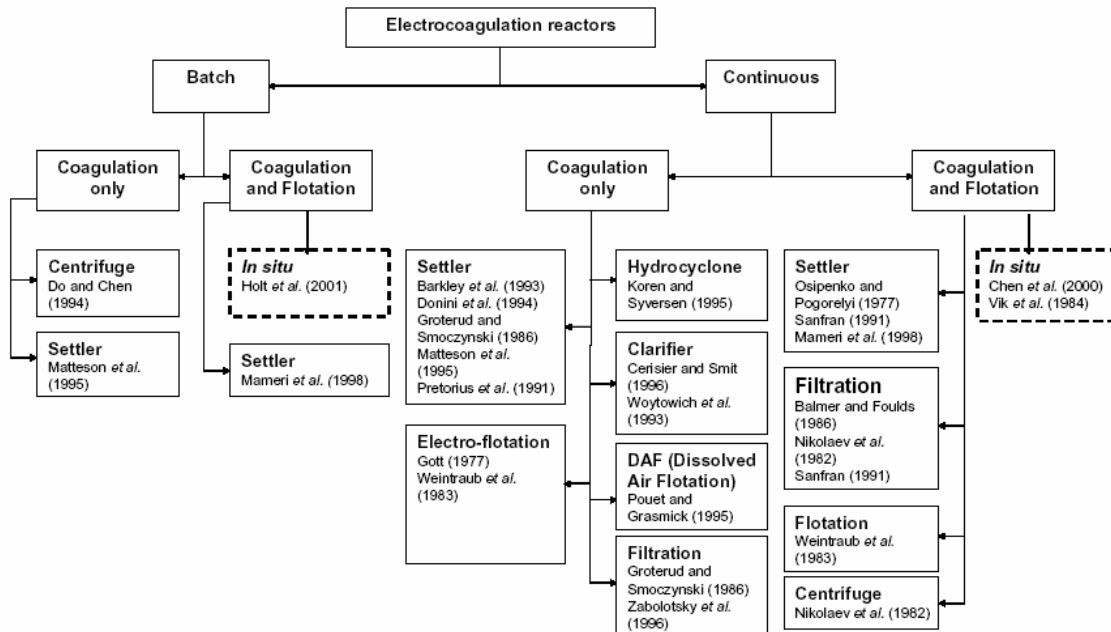 Electrocoagulation reactors
Batch
Continuous
Coagulation
only
Coagulation
and Flotation
Coagulation
only
Coagulation
and Flotation
Centrifuge
Do and Chen
(1994)
Settler
Matteson et al.
(1995)
In situ
Holt et al. (2001)
Settler
Mameri et al. (1998)
Settler
Barkley et al. (1993)
Donini et al. (1994)
Groterud and
Smoczynski (1986)
Matteson et al.
(1995)
Pretorius et al. (1991)
Electro-flotation
Gott (1977)
Weintraub et al.
(1983)
Hydrocyclone
Koren and
Syversen
(1995)
Clarifier
Cerisier and Smit
(1996)
Woytowich et al.
(1993)
DAF (Dissolved
Air Flotation)
Pouet and
Grasmick (1995)
Filtration
Groterud and
Smoczynski (1986)
Zabolotsky et al.
(1996)
Settler
Osipenko and
Pogorelyi (1977)
Sanfran (1991)
Mameri et al. (1998)
Filtration
Balmer and Foulds
(1986)
Nikolaev et al.
(1982)
Sanfran (1991)
Flotation
Weintraub et al.
(1983)
Centrifuge
Nikolaev et al. (1982)
In situ
Chen et al. (2000)
Vik et al. (1984)